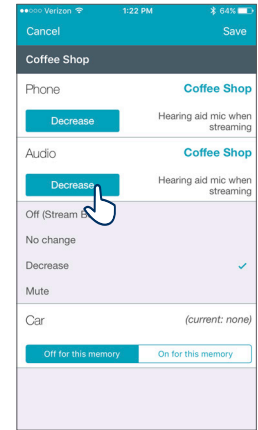 Verizon 1:22 PM 64%
Cancel Save
Coffee Shop
Phone Coffee Shop
Decrease Hearing aid mic when
streaming
Audio Coffee Shop
Decrease Hearing aid mic when
streaming
Off (Stream
No change
Decrease
Mute
Car (current: none)
Off for this memory On for this memory